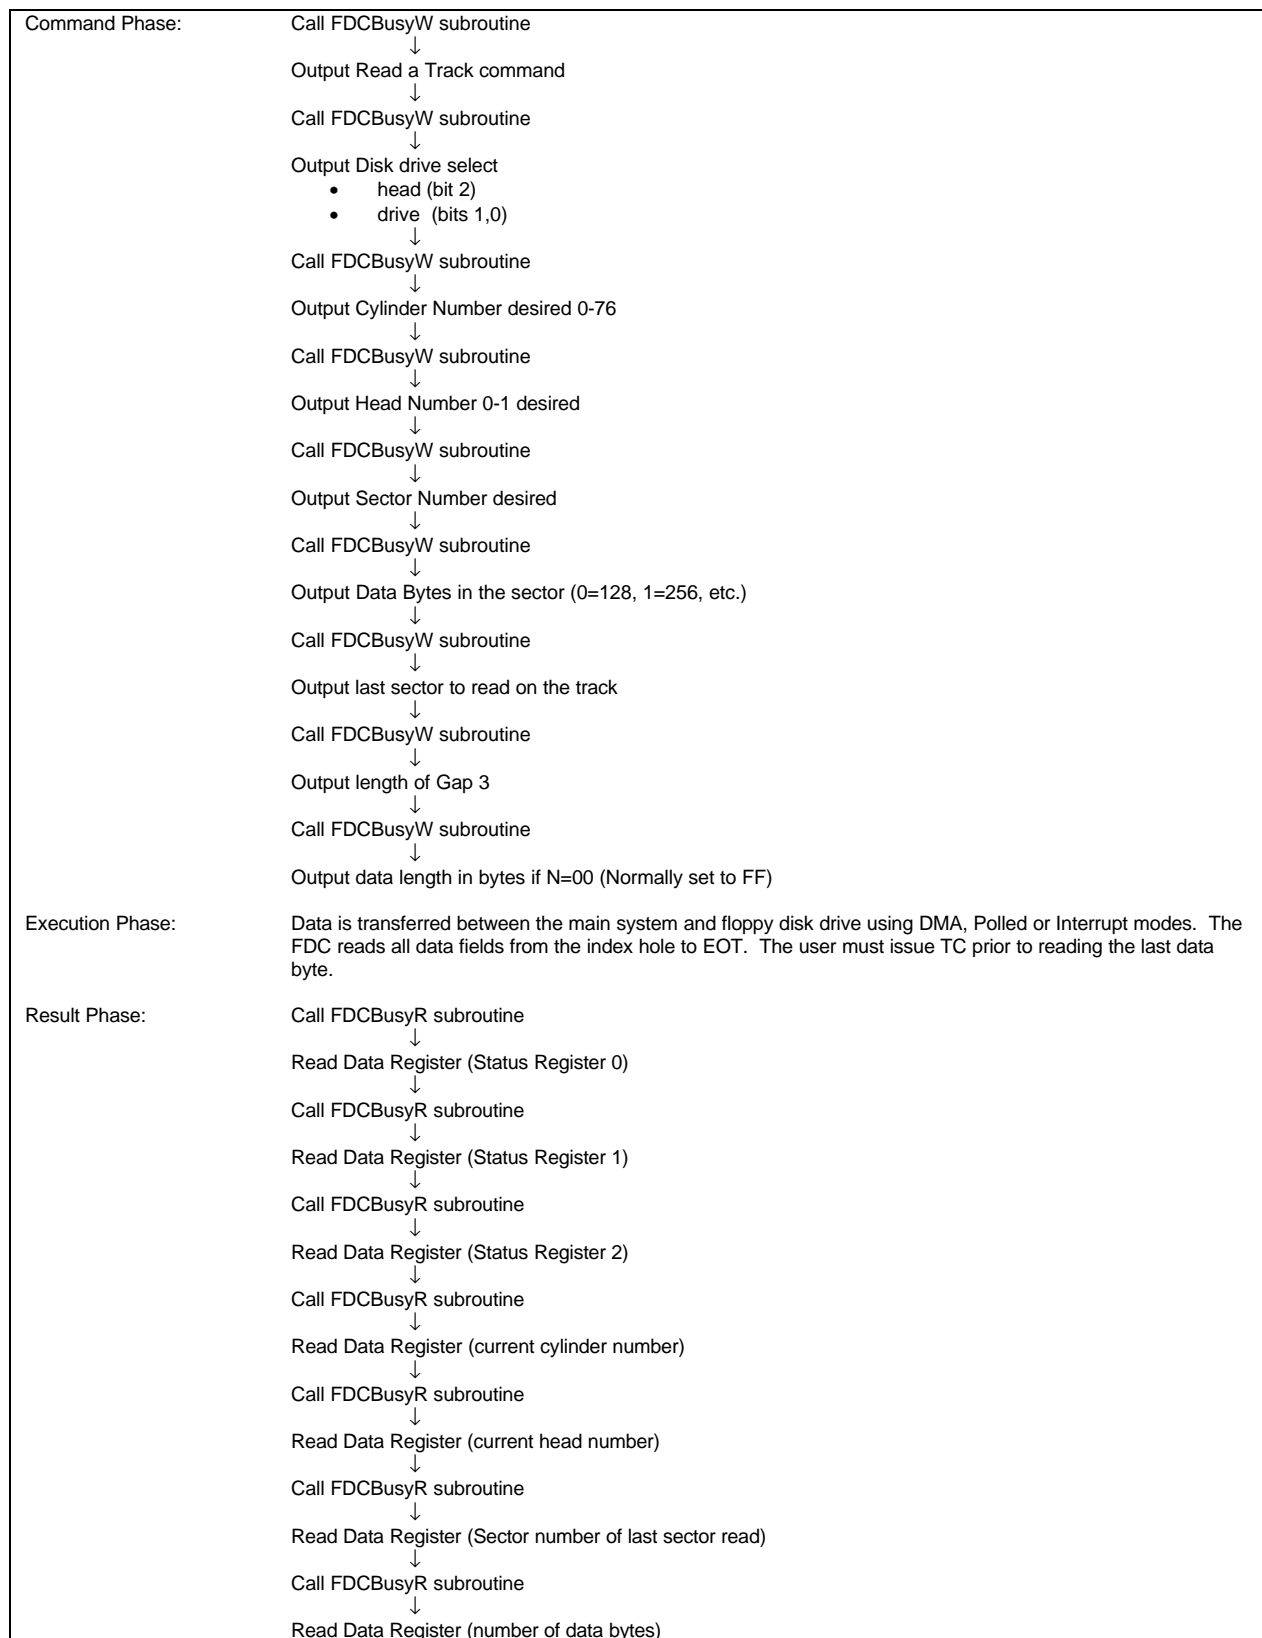 Command Phase: Call FDCBusyW subroutine
↓
Output Read a Track command
↓
Call FDCBusyW subroutine
↓
Output Disk drive select
• head (bit 2)
• drive (bits 1,0)
↓
Call FDCBusyW subroutine
↓
Output Cylinder Number desired 0-76
↓
Call FDCBusyW subroutine
↓
Output Head Number 0-1 desired
↓
Call FDCBusyW subroutine
↓
Output Sector Number desired
↓
Call FDCBusyW subroutine
↓
Output Data Bytes in the sector (0=128, 1=256, etc.)
↓
Call FDCBusyW subroutine
↓
Output last sector to read on the track
↓
Call FDCBusyW subroutine
↓
Output length of Gap 3
↓
Call FDCBusyW subroutine
↓
Output data length in bytes if N=00 (Normally set to FF)
Execution Phase: Data is transferred between the main system and floppy disk drive using DMA, Polled or Interrupt modes. The
FDC reads all data fields from the index hole to EOT. The user must issue TC prior to reading the last data
byte.
Result Phase: Call FDCBusyR subroutine
↓
Read Data Register (Status Register 0)
↓
Call FDCBusyR subroutine
↓
Read Data Register (Status Register 1)
↓
Call FDCBusyR subroutine
↓
Read Data Register (Status Register 2)
↓
Call FDCBusyR subroutine
↓
Read Data Register (current cylinder number)
↓
Call FDCBusyR subroutine
↓
Read Data Register (current head number)
↓
Call FDCBusyR subroutine
↓
Read Data Register (Sector number of last sector read)
↓
Call FDCBusyR subroutine
↓
Read Data Register (number of data bytes)